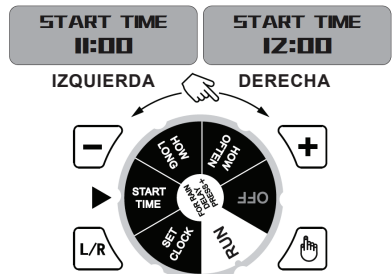 START TIME
11:00
START TIME
12:00
IZQUIERDA
DERECHA
-
+
HOW
LONG
HOW
OFTEN
START
TIME
FOR RAIN
DELAY
PRESS +
OFF
SET
CLOCK
RUN
L/R